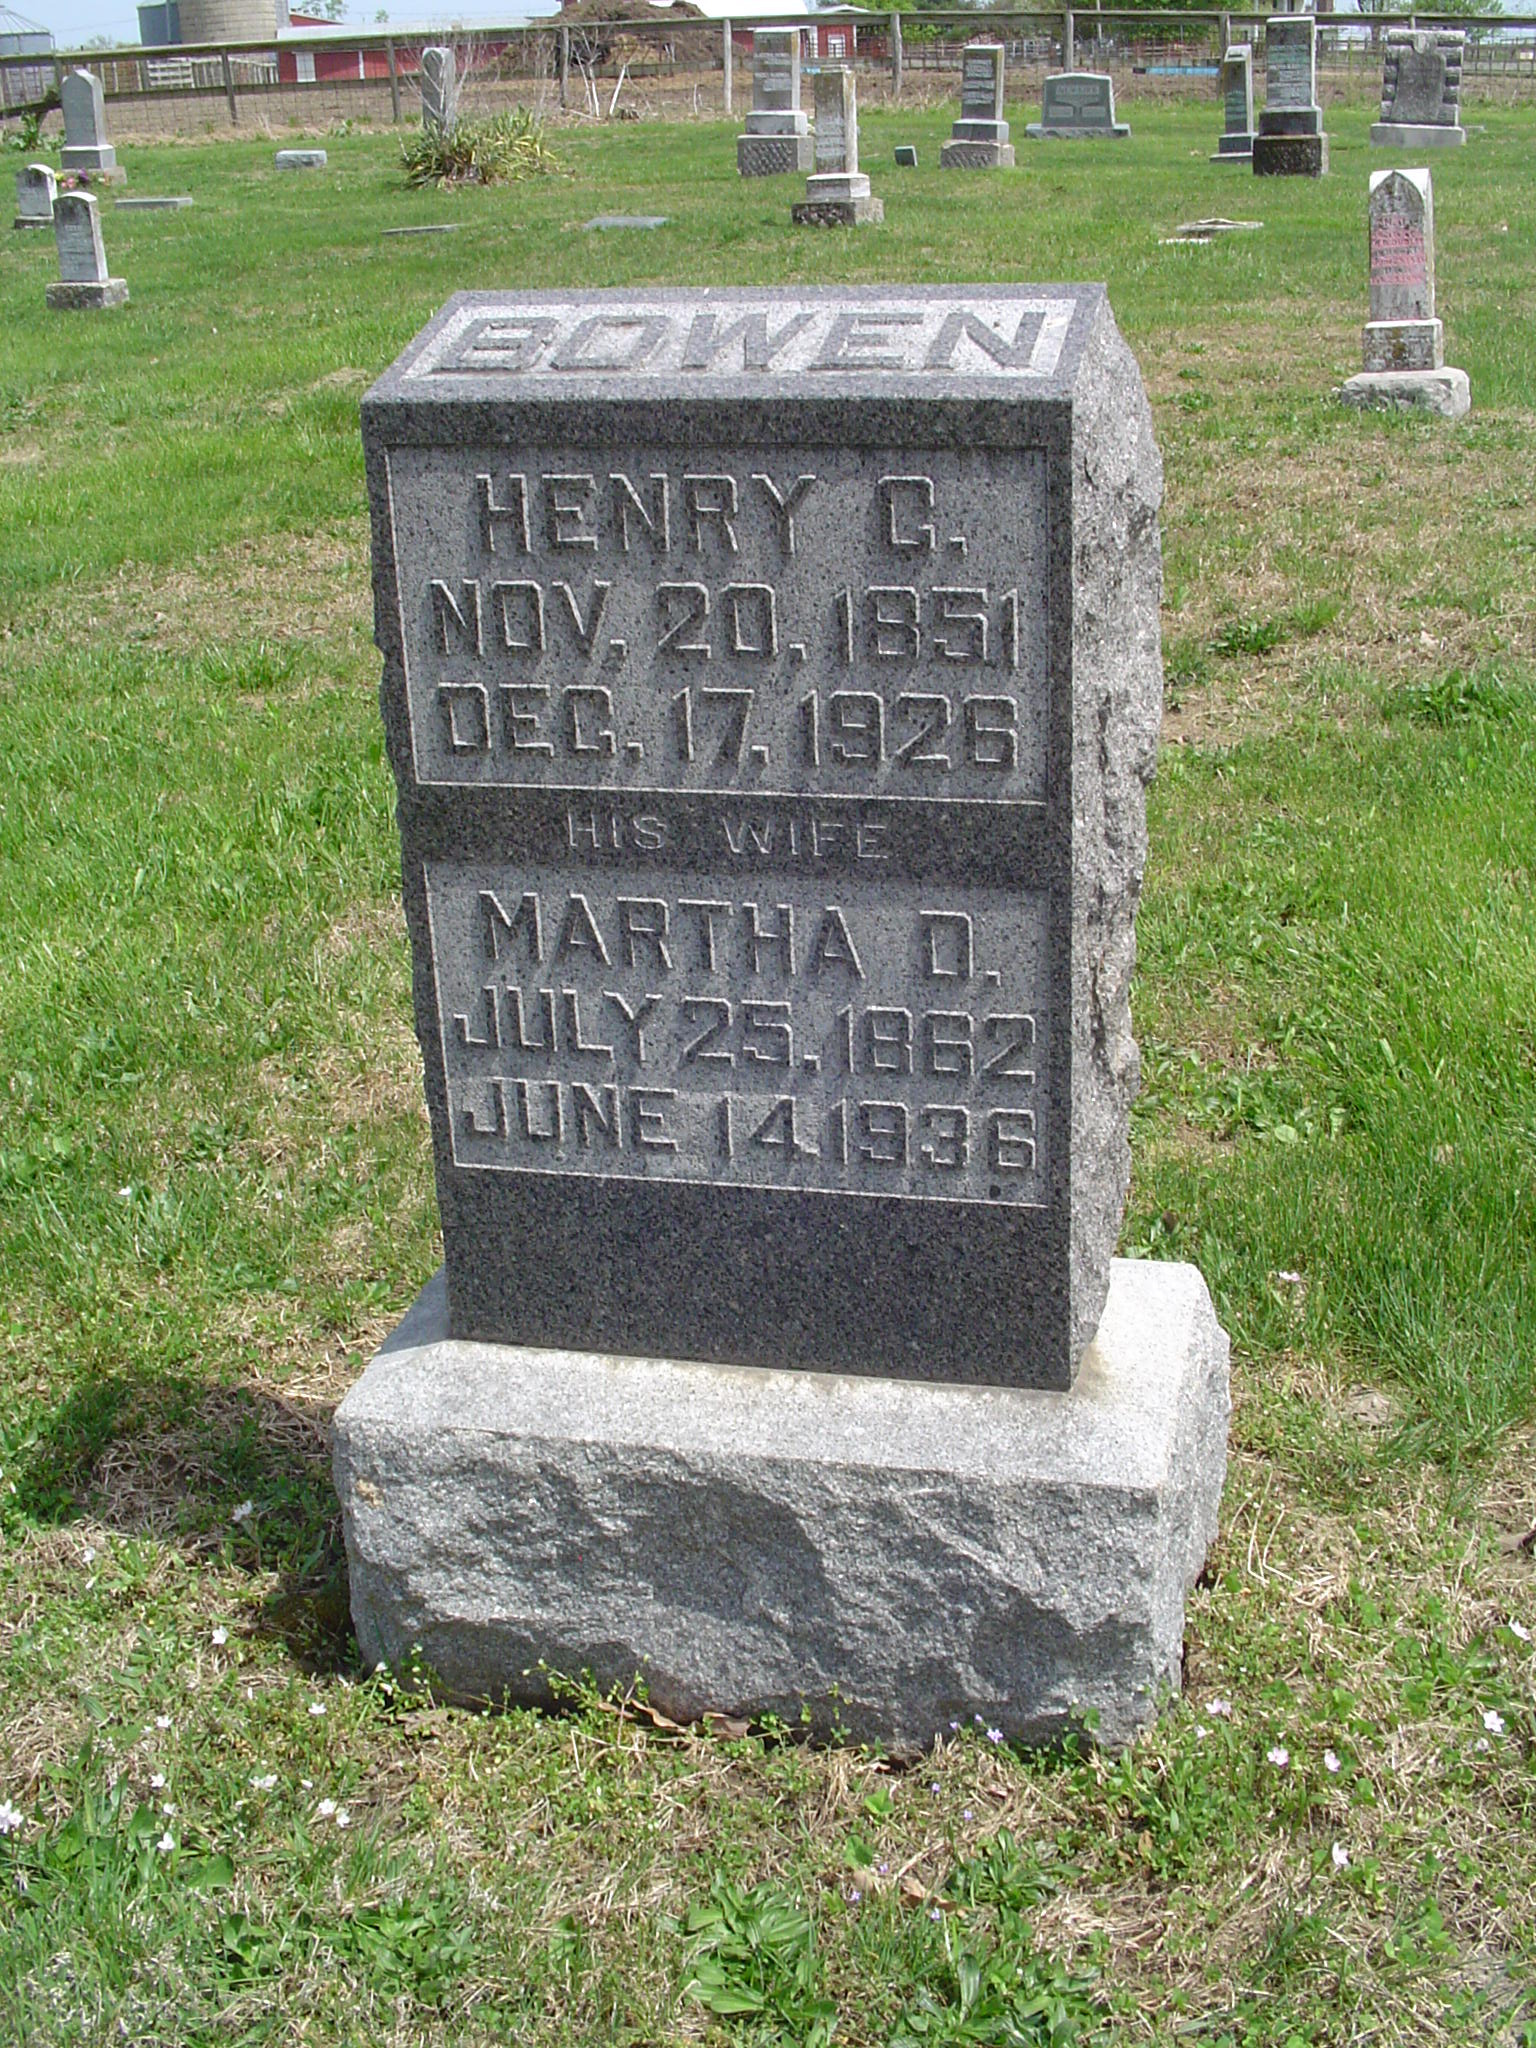 BOWEN
HENRY C.
NOV. 20. 1851
DEC. 17. 1926
HIS WIFE
MARTHA D.
JULY 25. 1862
JUNE 14. 1936